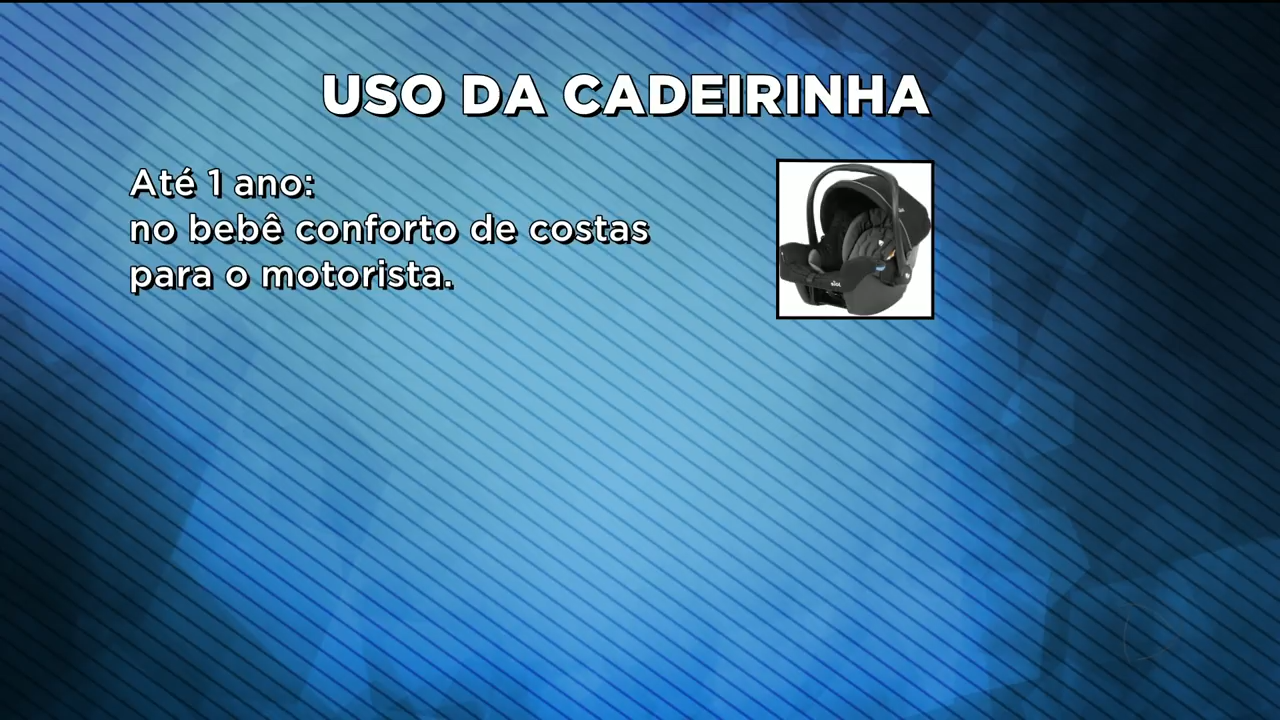 USO DA CADEIRINHA
Até 1 ano:
no bebê conforto de costas
para o motorista.